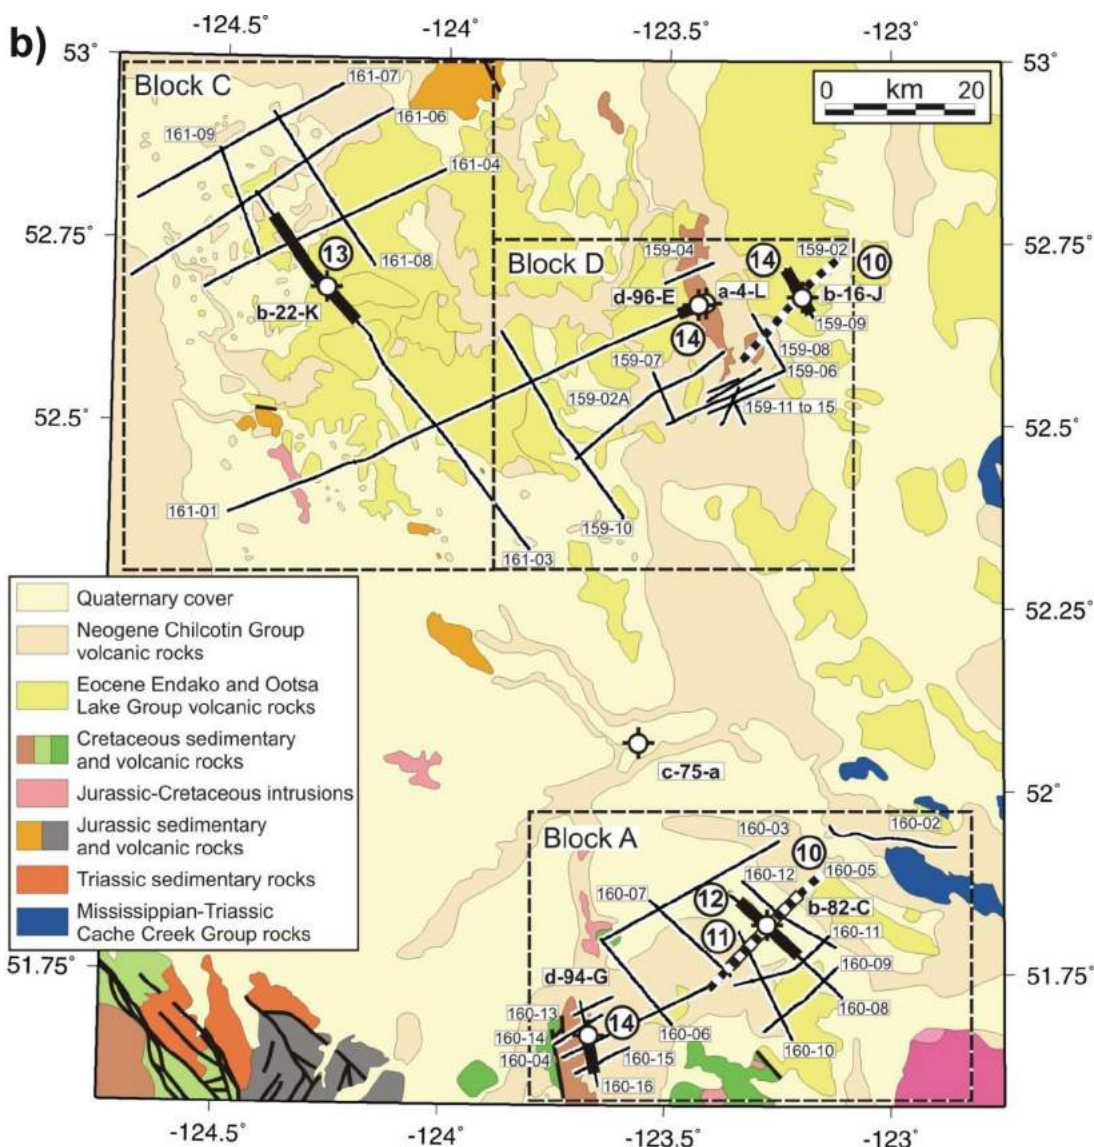 b)
-124.5˚
-124˚
-123.5˚
-123˚
53˚
53˚
Block C
161-07
0 km 20
161-06
161-09
161-04
52.75˚
52.75˚
13
161-08
b-22-K
Block D
159-04
14
159-02
10
d-96-E
a-4-L
b-16-J
14
159-09
159-07
159-08
159-06
159-02A
159-11 to 15
52.5˚
52.5˚
161-01
159-10
161-03
52.25˚
Quaternary cover
Neogene Chilcotin Group
volcanic rocks
Eocene Endako and Ootsa
Lake Group volcanic rocks
Cretaceous sedimentary
and volcanic rocks
Jurassic-Cretaceous intrusions
Jurassic sedimentary
and volcanic rocks
Triassic sedimentary rocks
Mississippian-Triassic
Cache Creek Group rocks
c-75-a
52˚
Block A
160-03
160-02
10
160-12
160-05
160-07
12
b-82-C
11
160-11
160-09
51.75˚
51.75˚
d-94-G
160-13
14
160-08
160-14
160-06
160-04
160-15
160-10
160-16
-124.5˚
-124˚
-123.5˚
-123˚